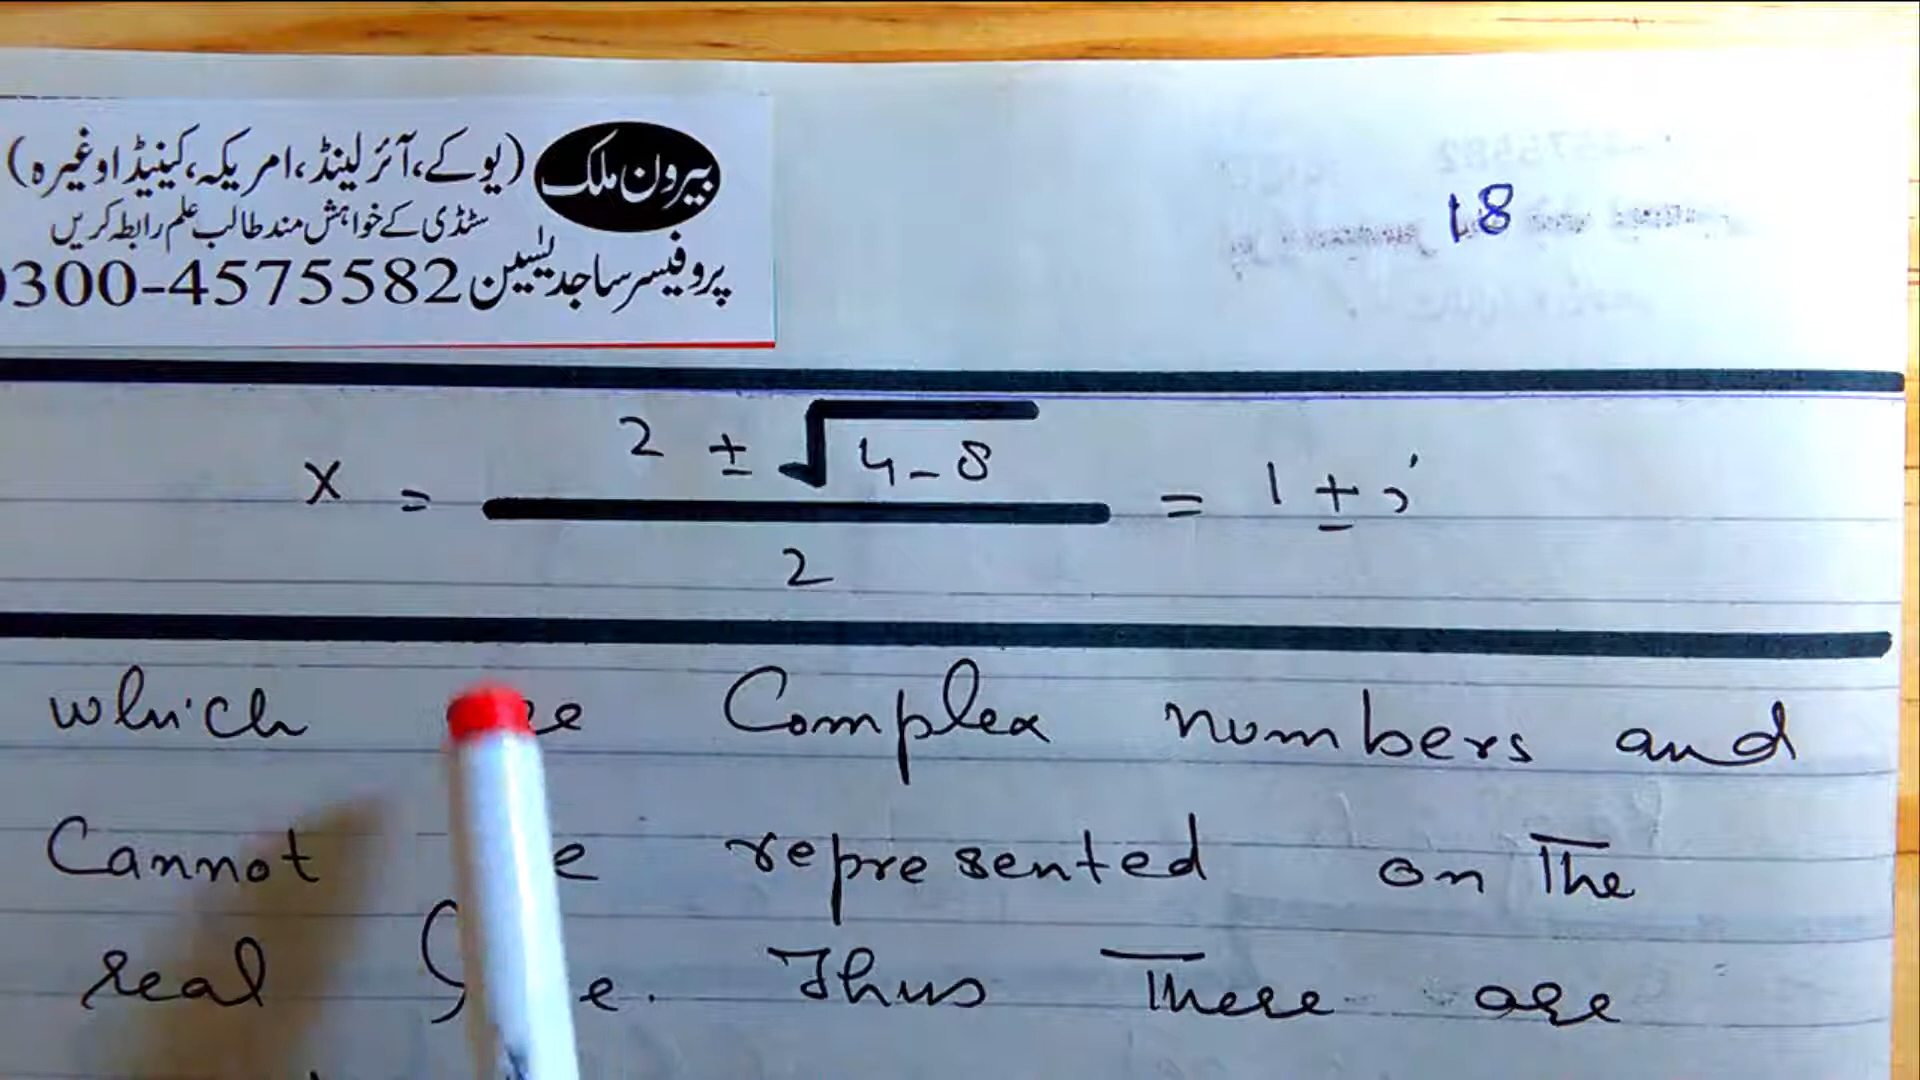 بیرون ملک (یوکے، آئرلینڈ، امریکہ، کینیڈا وغیرہ)
سٹڈی کے خواہش مند طالب علم رابطہ کریں
پروفیسر ساجد یٰسین 0300-4575582
18
x = 2 ± √4-8 / 2 = 1 ± i
which Complex numbers and
Cannot represented on The
real Thus There are